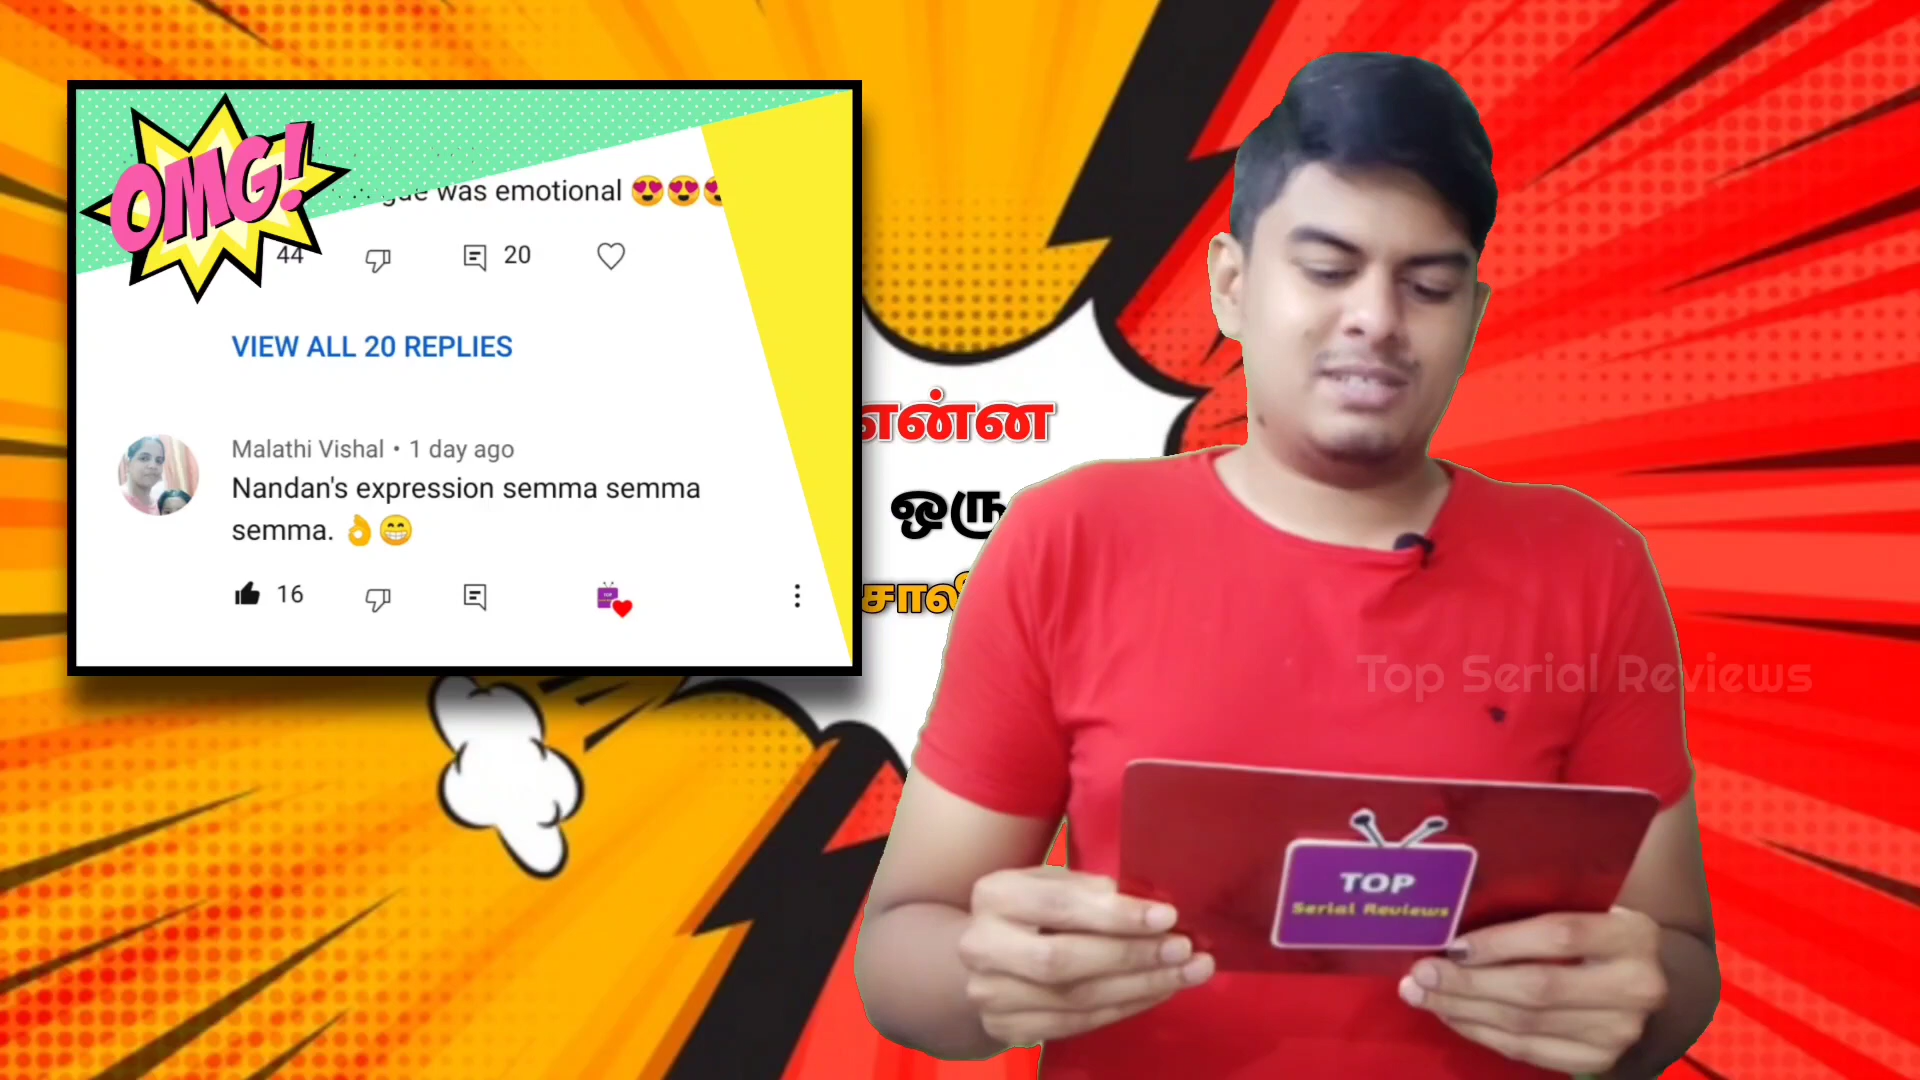 OMG!
was emotional 😍😍
44
20
VIEW ALL 20 REPLIES
Malathi Vishal • 1 day ago
Nandan's expression semma semma
semma. 👌😁
16
என்ன
ஒரு
Top Serial Reviews
TOP
Serial Reviews